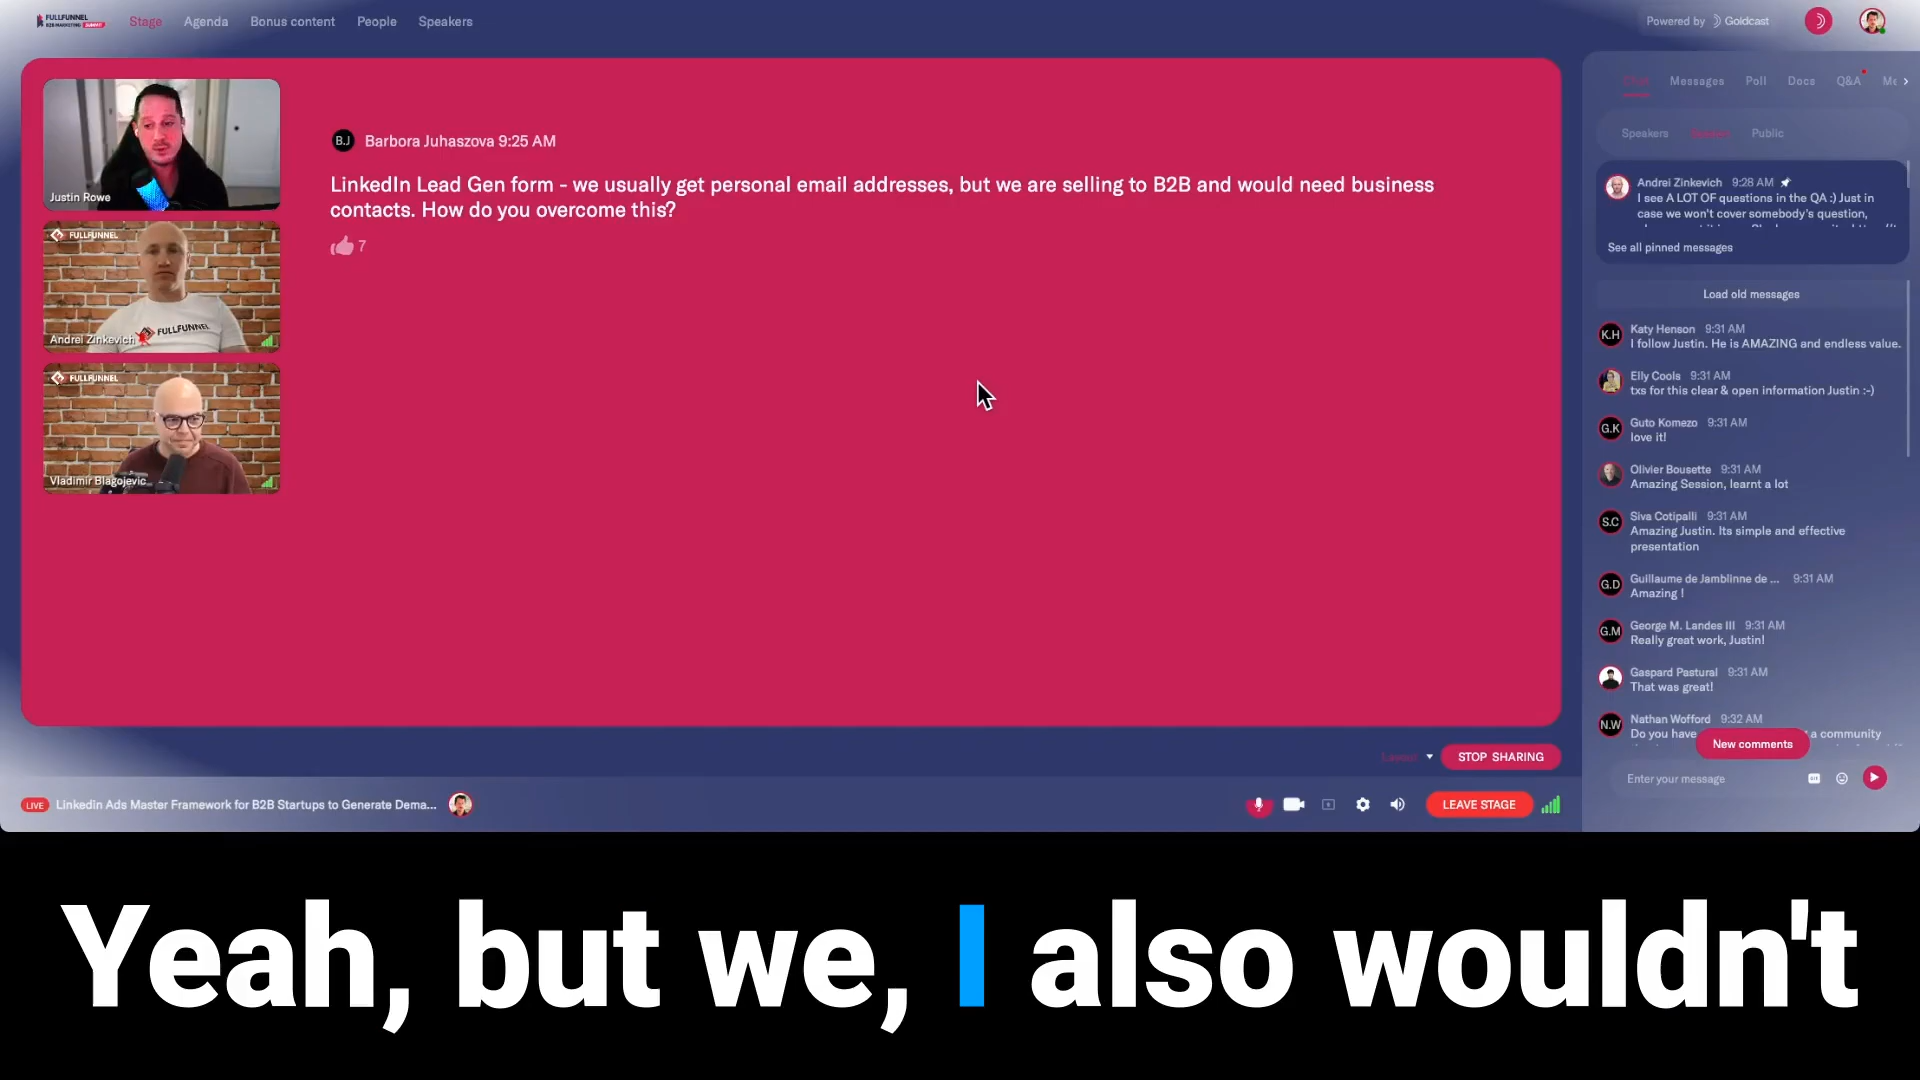 FULLFUNNEL
B2B MARKETING SUMMIT
Stage
Agenda
Bonus content
People
Speakers
Powered by Goldcast
Justin Rowe
FULLFUNNEL
FULLFUNNEL
Andrei Zinkevich
FULLFUNNEL
Vladimir Blagojevic
BJ Barbora Juhaszova 9:25 AM
LinkedIn Lead Gen form - we usually get personal email addresses, but we are selling to B2B and would need business
contacts. How do you overcome this?
7
Chat Messages Poll Docs Q&A Me
Speakers Public
Andrei Zinkevich 9:28 AM
I see A LOT OF questions in the QA :) Just in
case we won't cover somebody's question,
See all pinned messages
Load old messages
K.H Katy Henson 9:31 AM
I follow Justin. He is AMAZING and endless value.
Elly Cools 9:31 AM
txs for this clear & open information Justin :-)
G.K Guto Komezo 9:31 AM
love it!
Olivier Bousette 9:31 AM
Amazing Session, learnt a lot
S.C Siva Cotipalli 9:31 AM
Amazing Justin. Its simple and effective
presentation
G.D Guillaume de Jamblinne de ... 9:31 AM
Amazing !
G.M George M. Landes III 9:31 AM
Really great work, Justin!
Gaspard Pastural 9:31 AM
That was great!
N.W Nathan Wofford 9:32 AM
Do you have a community
New comments
Enter your message
Layout
STOP SHARING
LIVE Linkedin Ads Master Framework for B2B Startups to Generate Dema...
LEAVE STAGE
Yeah, but we, I also wouldn't